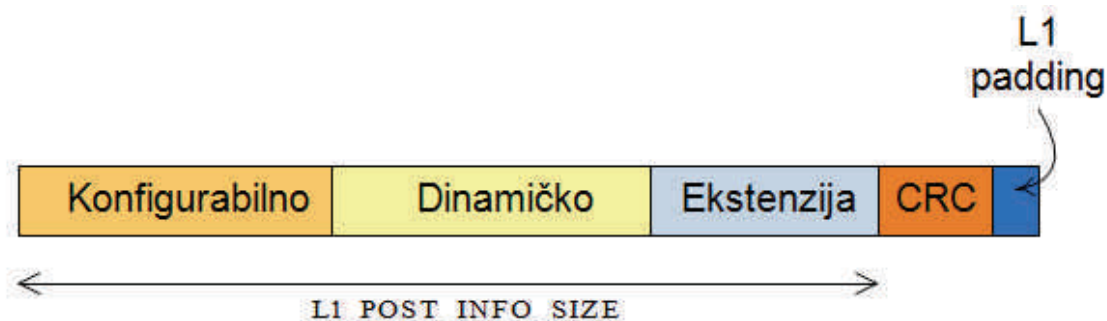 L1
padding
Konfigurabilno Dinamičko Ekstenzija CRC
L1 POST INFO SIZE